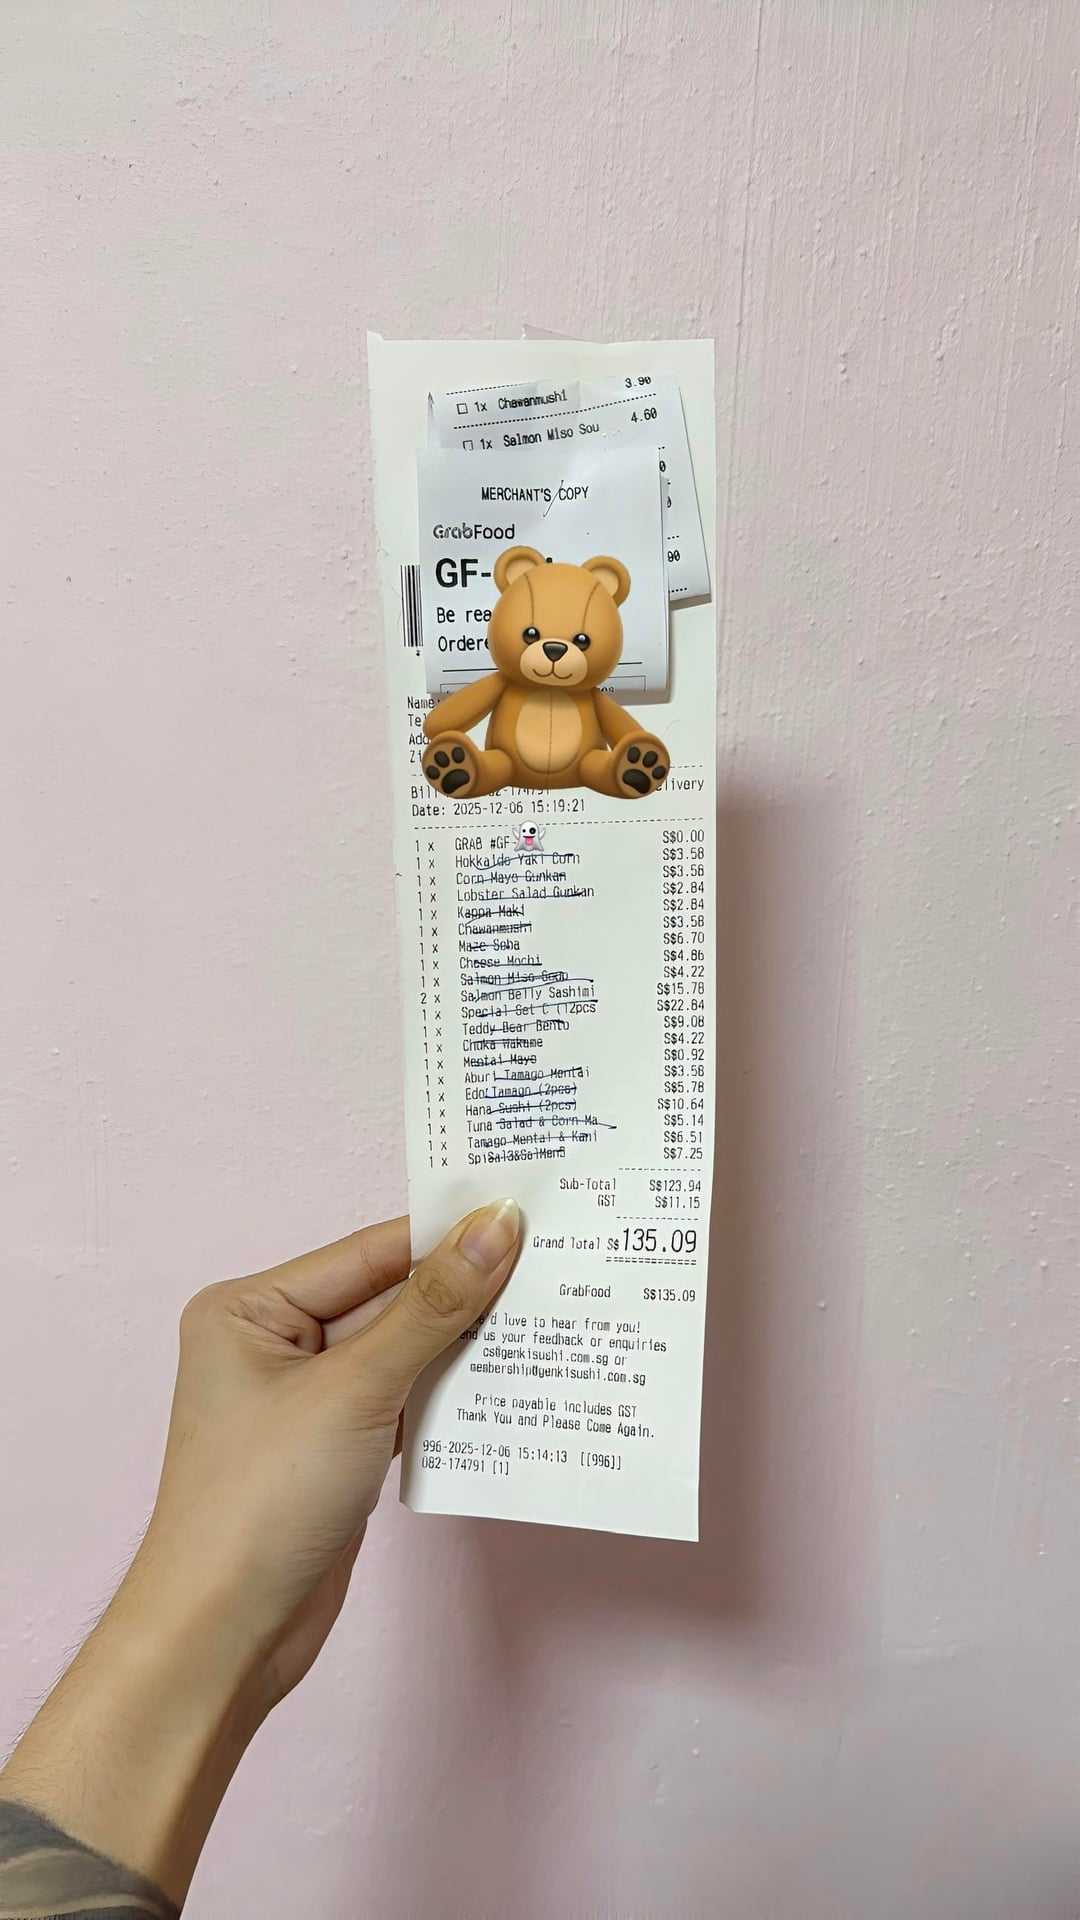 3.90
☐ 1x Chawanmushi
4.60
☐ 1x Salmon Miso Sou
MERCHANT'S COPY
GrabFood
GF-
Be rea
Ordere
Name
Tel
Add
Zi
Bill
Date: 2025-12-06 15:19:21
1 x GRAB #GF- S$0.00
1 x Hokkaido Yaki Corn S$3.58
1 x Corn Mayo Gunkan S$3.58
1 x Lobster Salad Gunkan S$2.84
1 x Kappa Maki S$2.84
1 x Chawanmushi S$3.58
1 x Maze Soba S$6.70
1 x Cheese Mochi S$4.86
1 x Salmon Miso Soup S$4.22
2 x Salmon Belly Sashimi S$15.78
1 x Special Set C (12pcs S$22.84
1 x Teddy Bear Bento S$9.08
1 x Chuka Wakame S$4.22
1 x Mentai Mayo S$0.92
1 x Aburi Tamago Mentai S$3.58
1 x Edo Tamago (2pcs) S$5.78
1 x Hana Sushi (2pcs) S$10.64
1 x Tuna Salad & Corn Ma S$5.14
1 x Tamago Mentai & Kani S$6.51
1 x SpiSal3&SalMen3 S$7.25
Sub-Total S$123.94
GST S$11.15
Grand Total S$135.09
GrabFood S$135.09
'd love to hear from you!
us your feedback or enquiries
cs@genkisushi.com.sg or
membership@genkisushi.com.sg
Price payable includes GST
Thank You and Please Come Again.
996-2025-12-06 15:14:13 [[996]]
082-174791 [1]